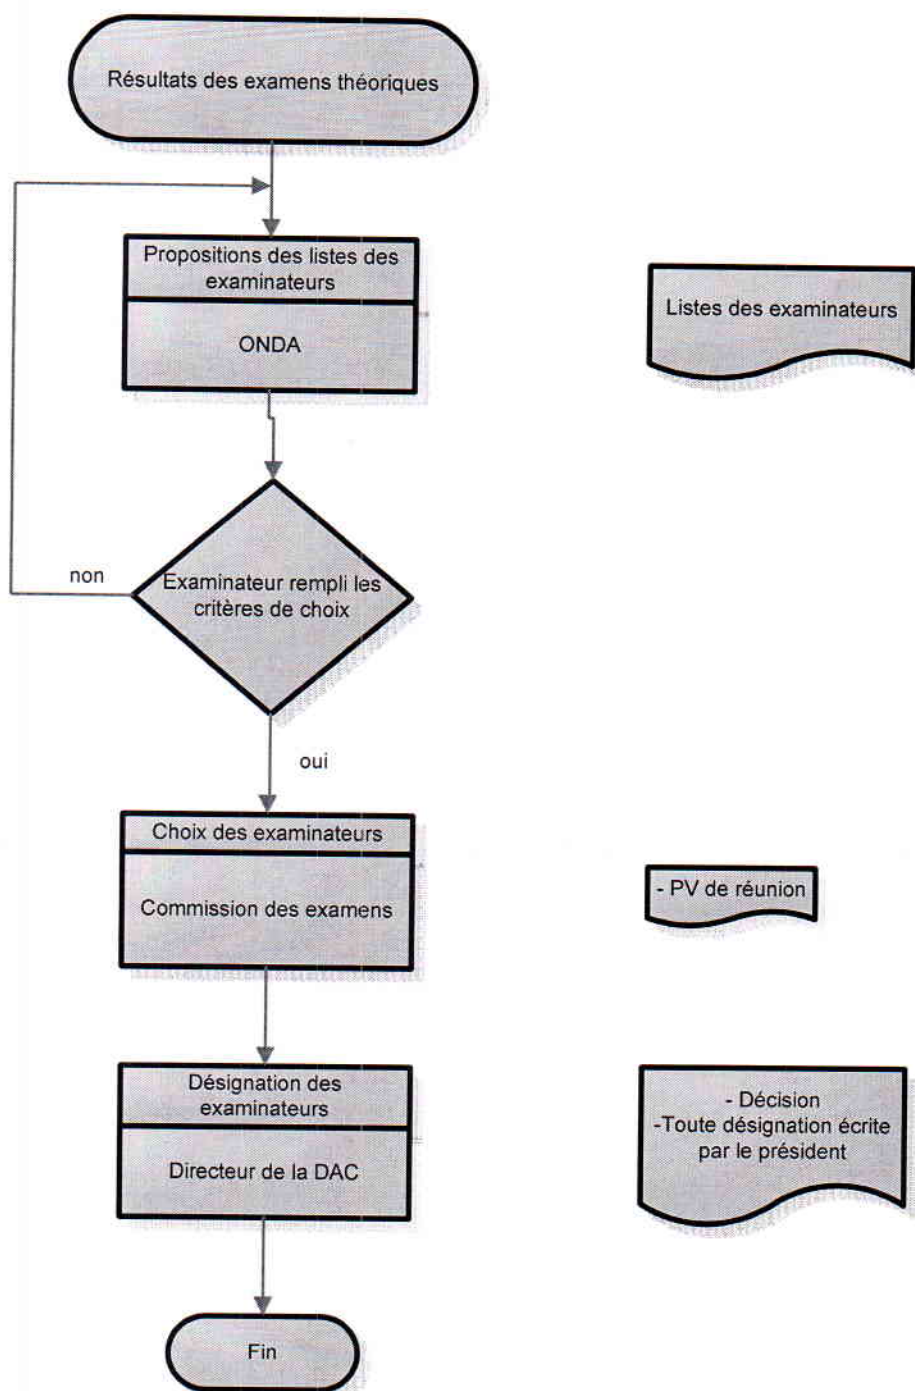 Résultats des examens théoriques
Propositions des listes des
examinateurs
ONDA
Listes des examinateurs
non
Examinateur rempli les
critères de choix
oui
Choix des examinateurs
Commission des examens
- PV de réunion
Désignation des
examinateurs
Directeur de la DAC
- Décision
-Toute désignation écrite
par le président
Fin